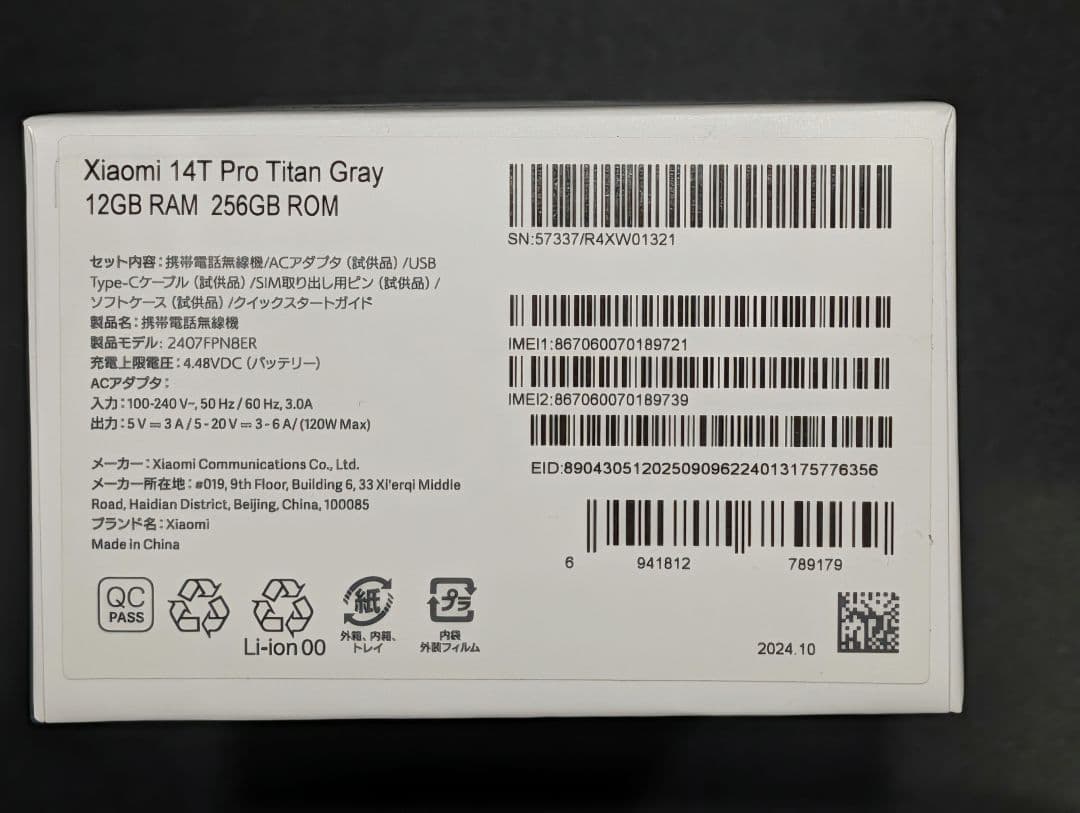 Xiaomi 14T Pro Titan Gray
12GB RAM 256GB ROM
セット内容：携帯電話無線機/ACアダプタ（試供品）/USB
Type-Cケーブル（試供品）/SIM取り出し用ピン（試供品）/
ソフトケース（試供品）/クイックスタートガイド
製品名：携帯電話無線機
製品モデル: 2407FPN8ER
充電上限電圧：4.48VDC（バッテリー）
ACアダプタ：
入力：100-240 V~, 50 Hz / 60 Hz, 3.0A
出力：5 V ⎓ 3 A / 5 - 20 V ⎓ 3 - 6 A/ (120W Max)
メーカー：Xiaomi Communications Co., Ltd.
メーカー所在地：#019, 9th Floor, Building 6, 33 Xi'erqi Middle
Road, Haidian District, Beijing, China, 100085
ブランド名：Xiaomi
Made in China
QC
PASS
Li-ion 00
紙
外箱、内箱、
トレイ
プラ
内袋
外装フィルム
SN:57337/R4XW01321
IMEI1:867060070189721
IMEI2:867060070189739
EID:89043051202509096224013175776356
6 941812 789179
2024.10